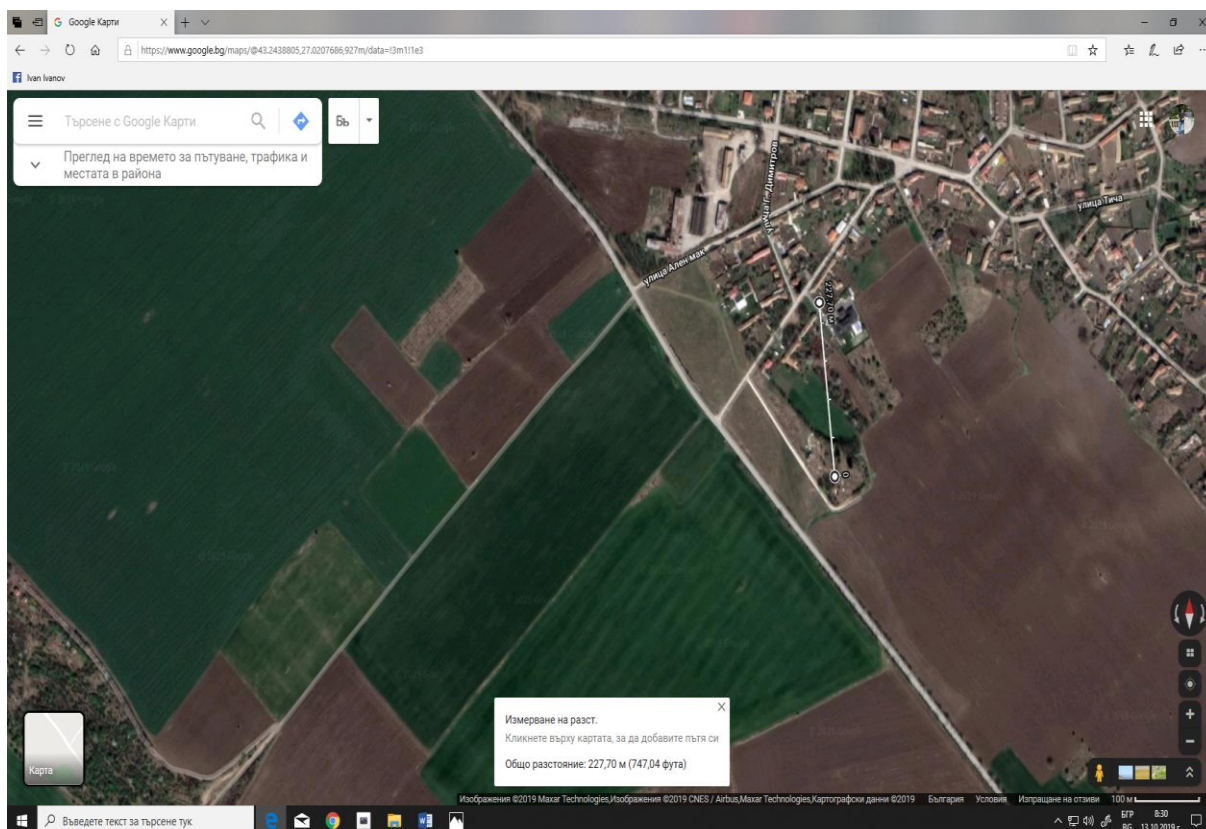 Google Карти
https://www.google.bg/maps/@43.2438805,27.0207686,927m/data=!3m1!1e3
Ivan Ivanov
Търсене с Google Карти
Бь
Преглед на времето за пътуване, трафика и
местата в района
улица Г. Димитров
улица Тича
улица Ален мак
227,70 м
0
Измерване на разст.
Кликнете върху картата, за да добавите пътя си
Общо разстояние: 227,70 м (747,04 фута)
Карта
Изображения ©2019 Maxar Technologies,Изображения ©2019 CNES / Airbus,Maxar Technologies,Картографски данни ©2019 България Условия Изпращане на отзиви 100 м
Въведете текст за търсене тук
БГР 8:30
BG 13.10.2019 г.